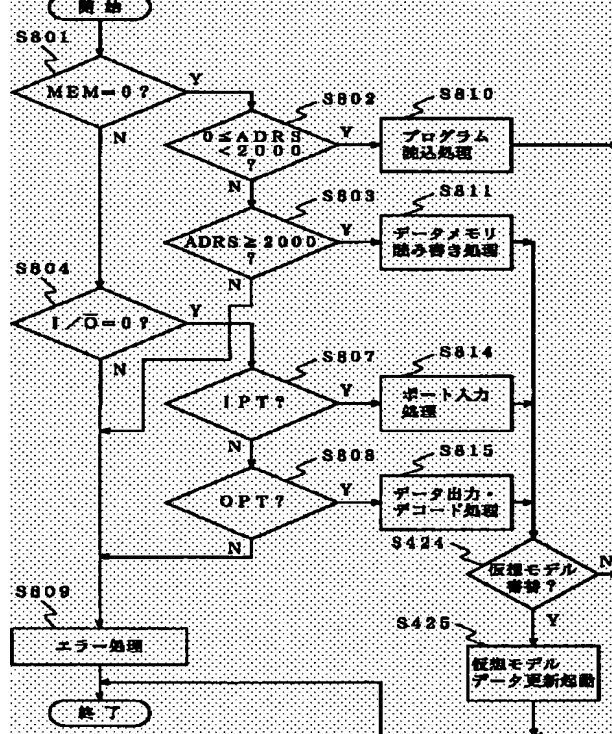 開始
S801
MEM=0?
Y
N
S802
0≦ADRS
<2000
?
Y
N
S810
プログラム
読込処理
S803
ADRS≧2000
?
Y
N
S811
データメモリ
読み書き処理
S804
I/O̅=0?
Y
N
S807
IPT?
Y
N
S814
ポート入力
処理
S808
OPT?
Y
N
S815
データ出力・
デコード処理
S424
仮想モデル
書替?
N
Y
S809
エラー処理
S425
仮想モデル
データ更新起動
終了